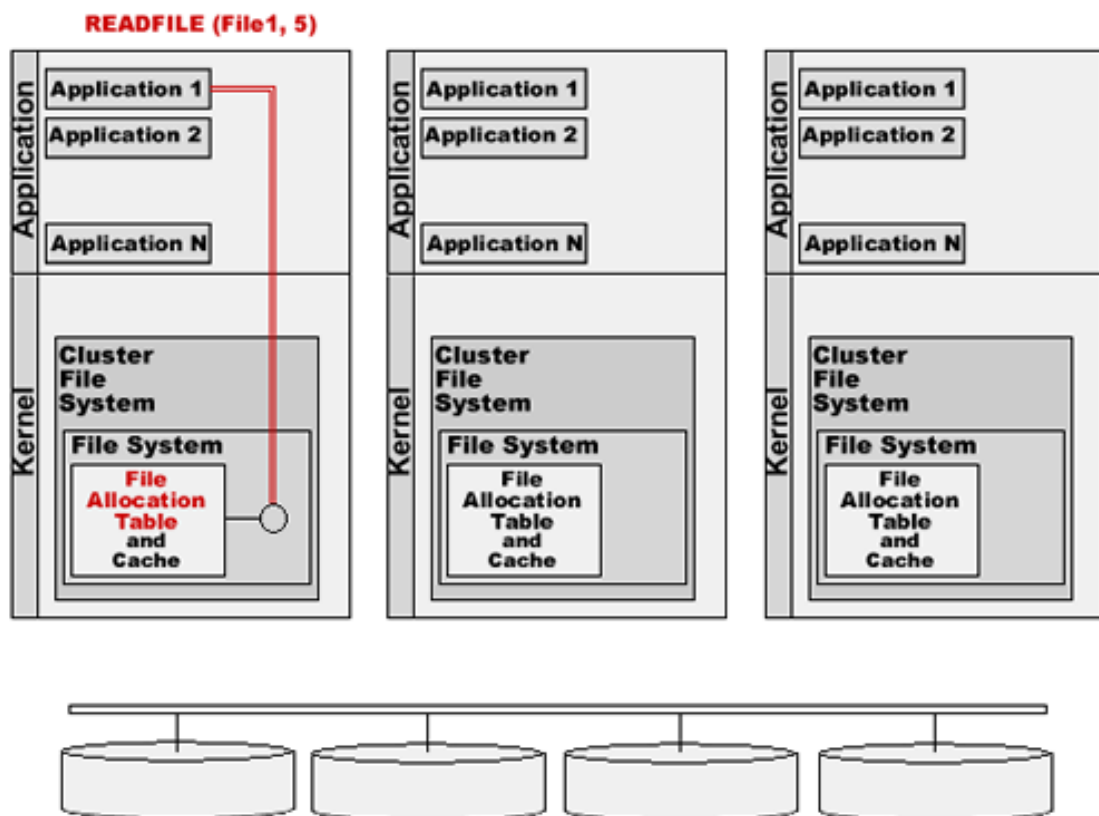 READFILE (File1, 5)
Application
Application 1
Application 2
Application N
Kernel
Cluster
File
System
File System
File
Allocation
Table
and
Cache
Application
Application 1
Application 2
Application N
Kernel
Cluster
File
System
File System
File
Allocation
Table
and
Cache
Application
Application 1
Application 2
Application N
Kernel
Cluster
File
System
File System
File
Allocation
Table
and
Cache